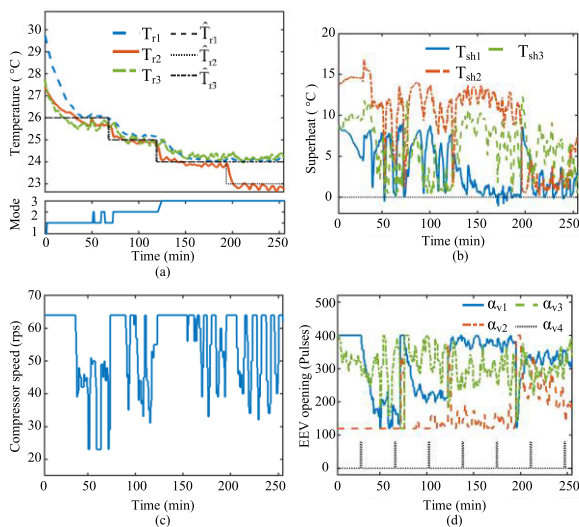 30
29
28
27
26
25
24
23
Temperature ( °C )
T_r1
T_r2
T_r3
T̂_r1
T̂_r2
T̂_r3
3
2
1
Mode
0 50 100 150 200 250
Time (min)
(a)
20
15
10
5
0
Superheat ( °C )
T_sh1
T_sh2
T_sh3
0 50 100 150 200 250
Time (min)
(b)
70
60
50
40
30
20
Compressor speed (rps)
0 50 100 150 200 250
Time (min)
(c)
500
400
300
200
100
0
EEV opening (Pulses)
α_v1
α_v2
α_v3
α_v4
0 50 100 150 200 250
Time (min)
(d)